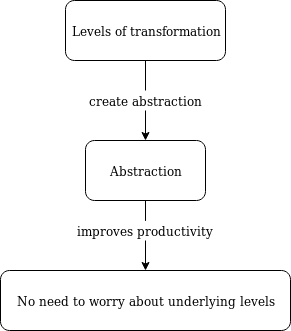 Levels of transformation
create abstraction
Abstraction
improves productivity
No need to worry about underlying levels